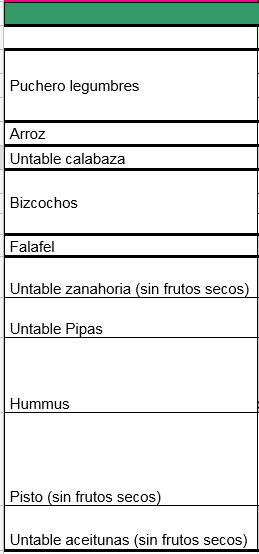 Puchero legumbres
Arroz
Untable calabaza
Bizcochos
Falafel
Untable zanahoria (sin frutos secos)
Untable Pipas
Hummus
Pisto (sin frutos secos)
Untable aceitunas (sin frutos secos)